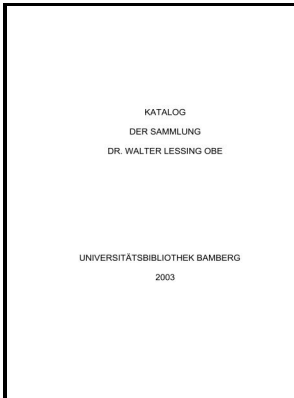 KATALOG
DER SAMMLUNG
DR. WALTER LESSING OBE
UNIVERSITÄTSBIBLIOTHEK BAMBERG
2003